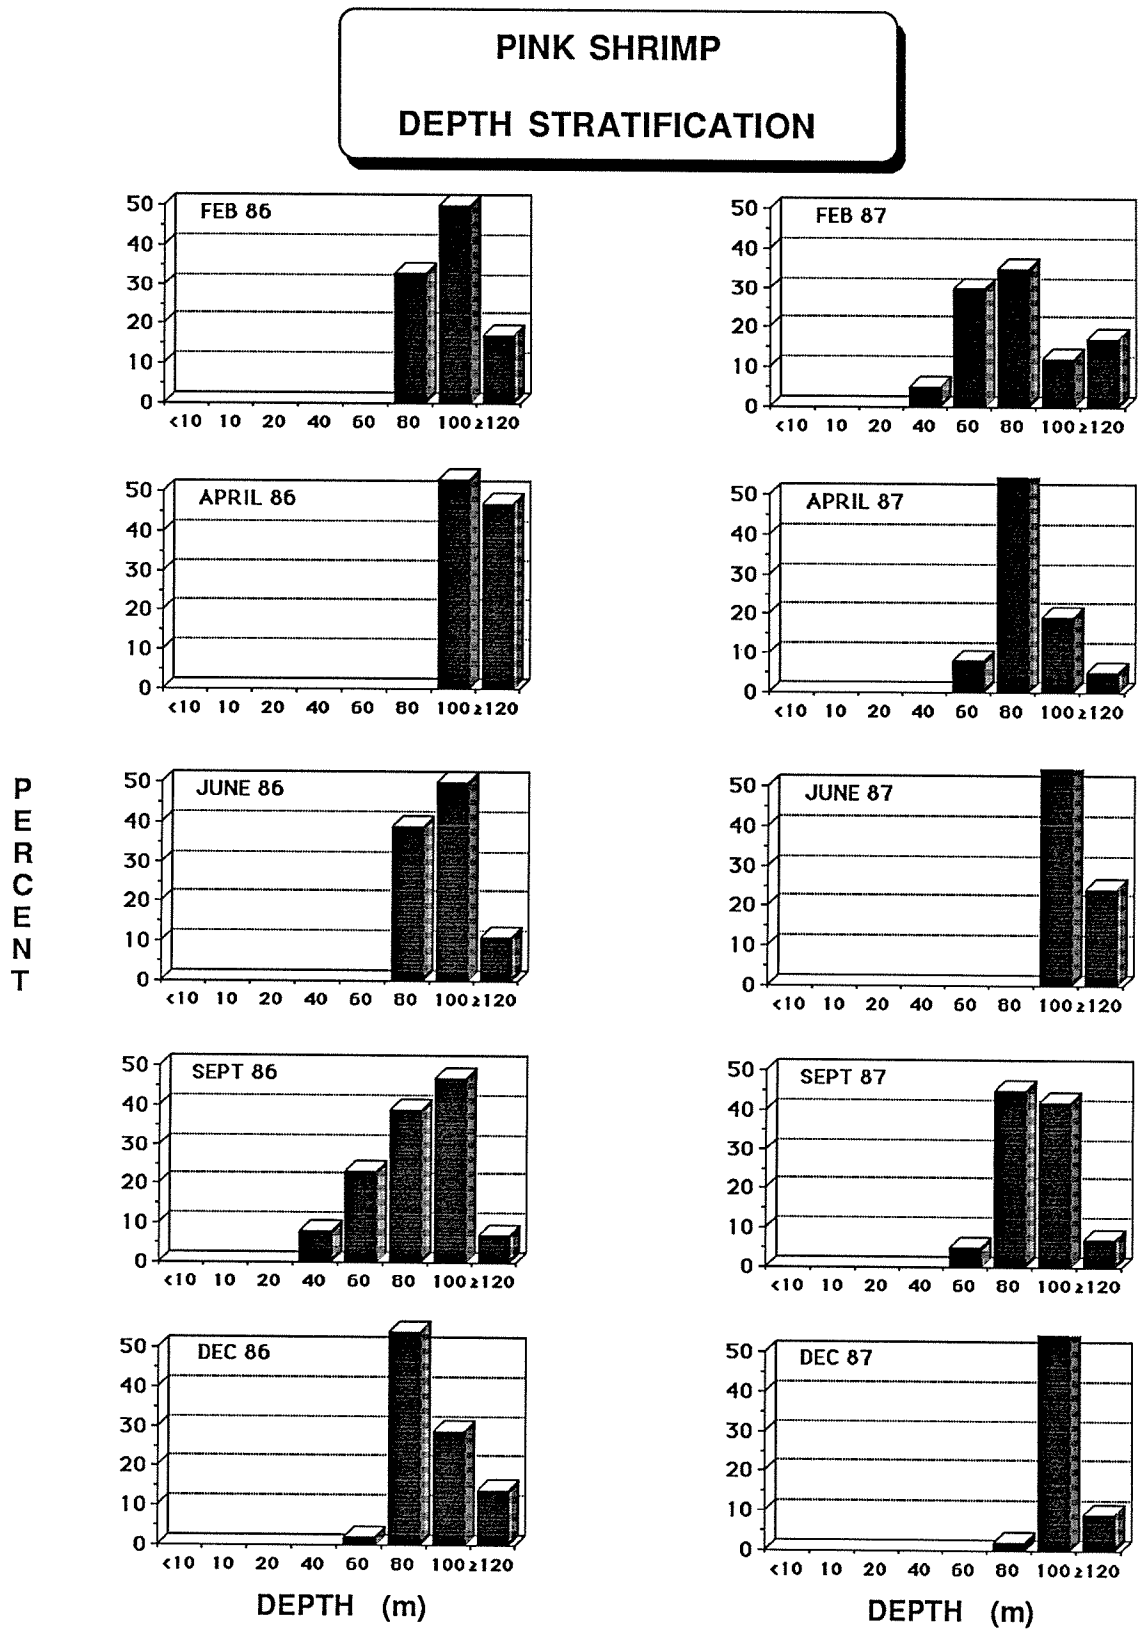 PINK SHRIMP
DEPTH STRATIFICATION
PERCENT
FEB 86
50
40
30
20
10
0
<10 10 20 40 60 80 100 ≥120
FEB 87
50
40
30
20
10
0
<10 10 20 40 60 80 100 ≥120
APRIL 86
50
40
30
20
10
0
<10 10 20 40 60 80 100 ≥120
APRIL 87
50
40
30
20
10
0
<10 10 20 40 60 80 100 ≥120
JUNE 86
50
40
30
20
10
0
<10 10 20 40 60 80 100 ≥120
JUNE 87
50
40
30
20
10
0
<10 10 20 40 60 80 100 ≥120
SEPT 86
50
40
30
20
10
0
<10 10 20 40 60 80 100 ≥120
SEPT 87
50
40
30
20
10
0
<10 10 20 40 60 80 100 ≥120
DEC 86
50
40
30
20
10
0
<10 10 20 40 60 80 100 ≥120
DEPTH (m)
DEC 87
50
40
30
20
10
0
<10 10 20 40 60 80 100 ≥120
DEPTH (m)